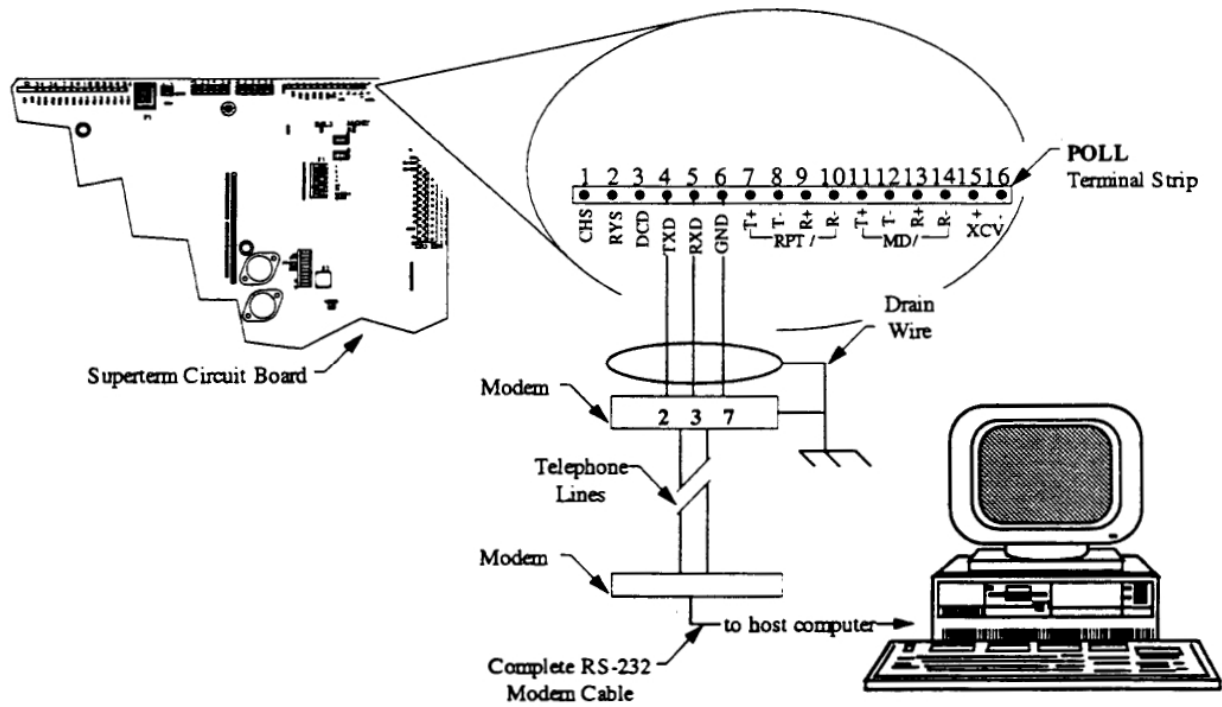 POLL
Terminal Strip
1 2 3 4 5 6 7 8 9 10 11 12 13 14 15 16
CHS
RYS
DCD
TXD
RXD
GND
T+
T-
R+
R-
T+
T-
R+
R-
+
-
RPT /
MD/
XCV
Drain
Wire
Superterm Circuit Board
Modem
2 3 7
Telephone
Lines
Modem
to host computer
Complete RS-232
Modem Cable